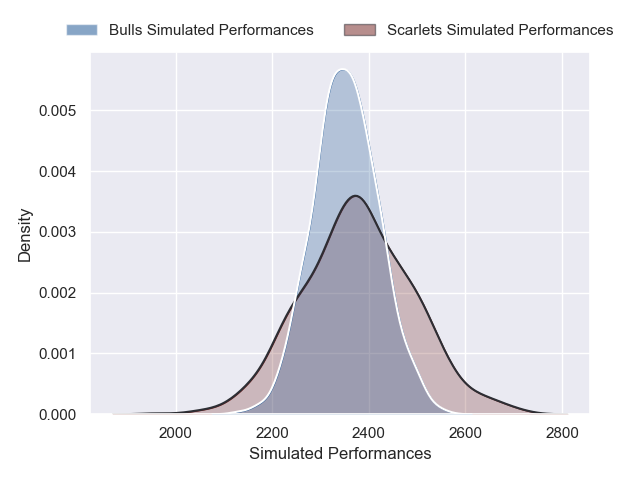 Bulls Simulated Performances
Scarlets Simulated Performances
Density
0.005
0.004
0.003
0.002
0.001
0.000
2000 2200 2400 2600 2800
Simulated Performances